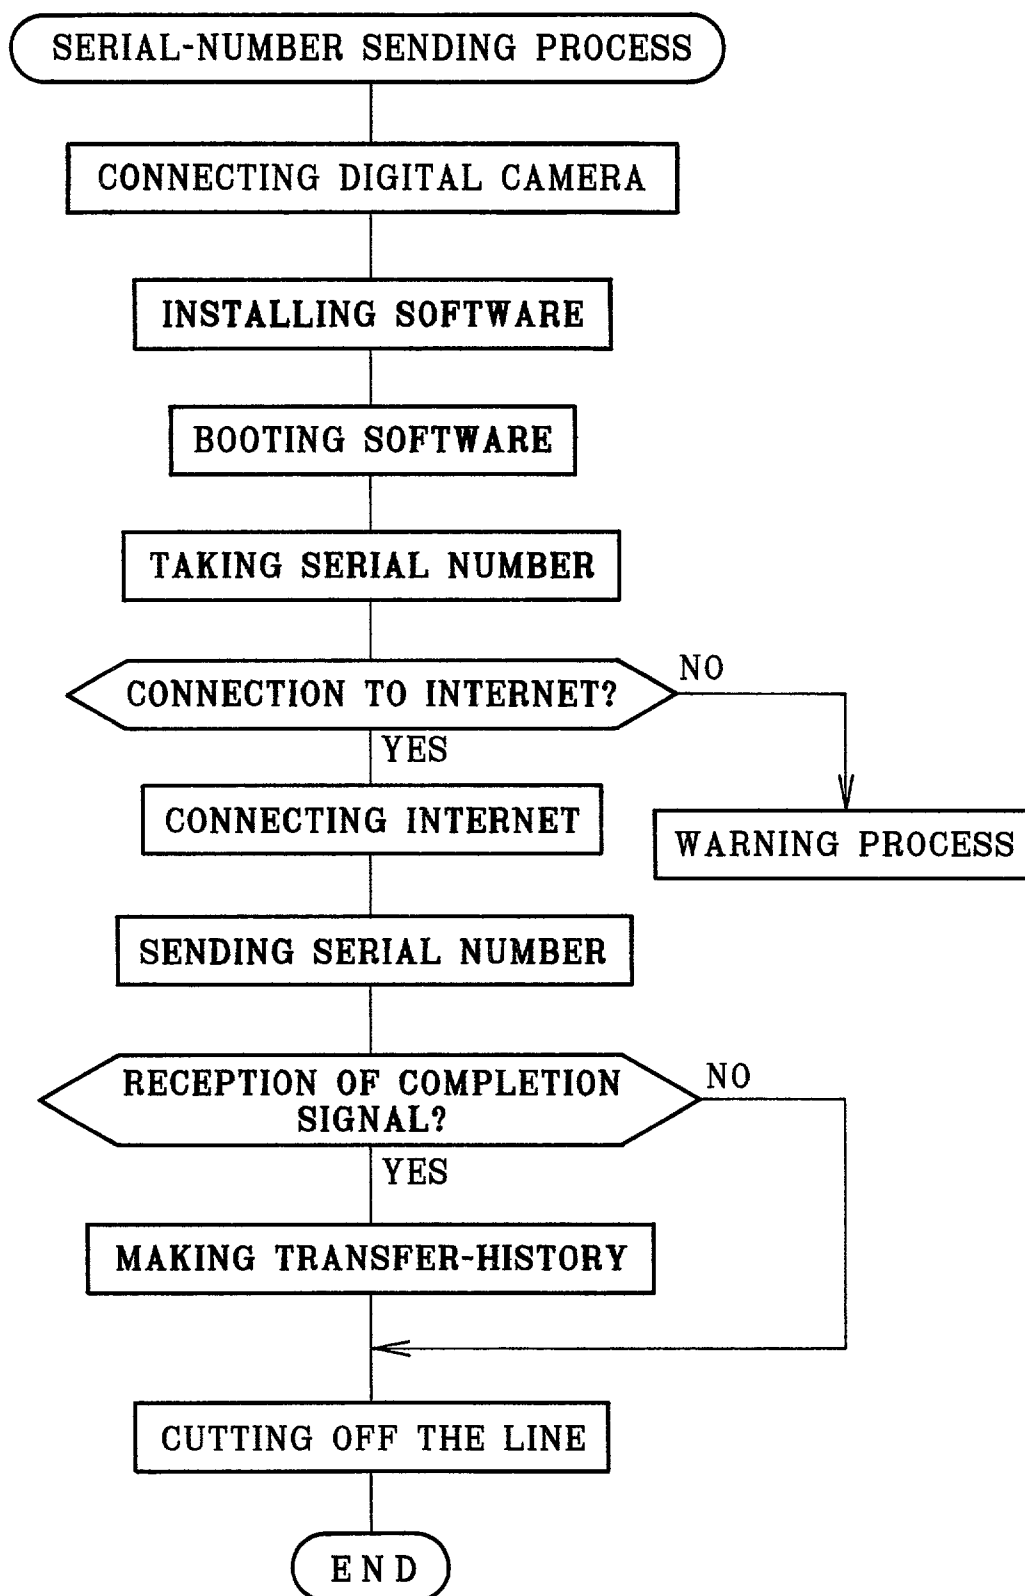 SERIAL-NUMBER SENDING PROCESS
CONNECTING DIGITAL CAMERA
INSTALLING SOFTWARE
BOOTING SOFTWARE
TAKING SERIAL NUMBER
CONNECTION TO INTERNET?
NO
YES
CONNECTING INTERNET
WARNING PROCESS
SENDING SERIAL NUMBER
RECEPTION OF COMPLETION
SIGNAL?
NO
YES
MAKING TRANSFER-HISTORY
CUTTING OFF THE LINE
END